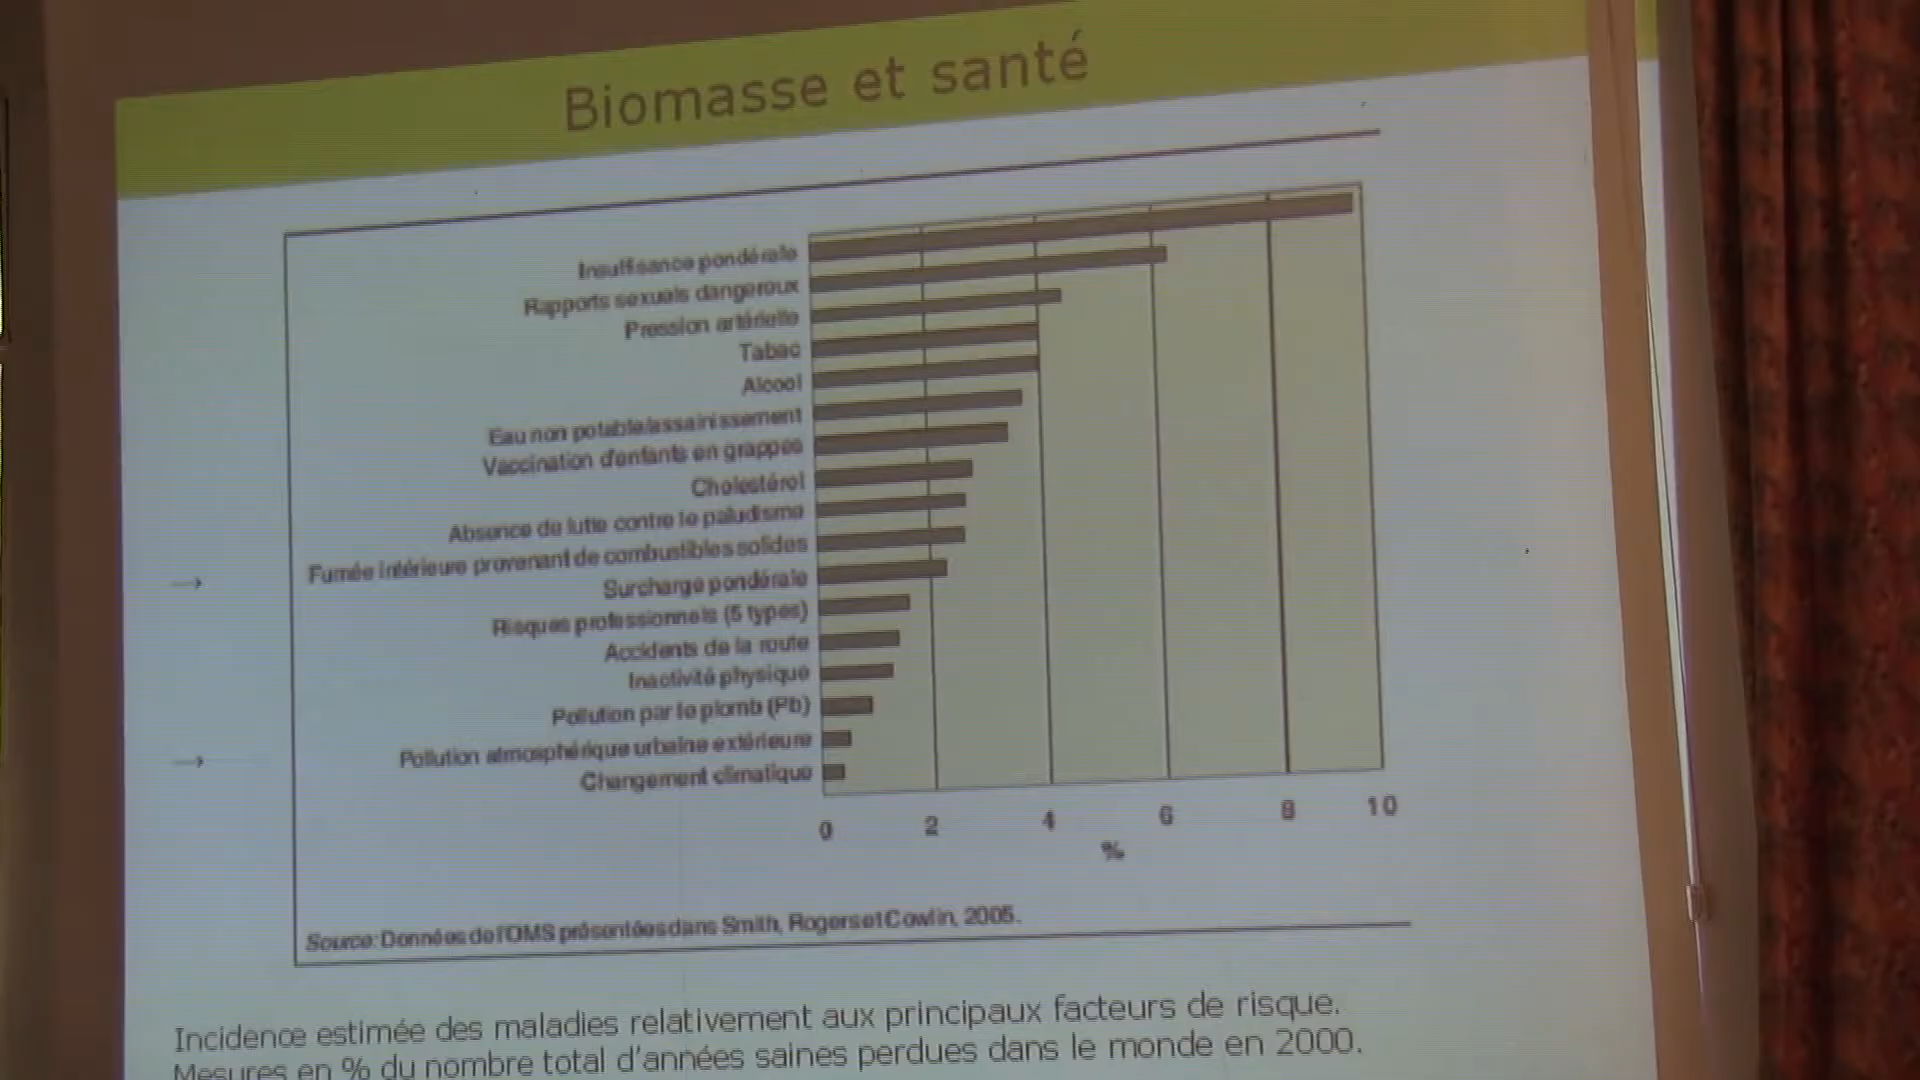 Biomasse et santé
Insuffisance pondérale
Rapports sexuels dangereux
Pression artérielle
Tabac
Alcool
Eau non potable/assainissement
Vaccination d'enfants en grappes
Cholestérol
Absence de lutte contre le paludisme
Fumée intérieure provenant de combustibles solides
Surcharge pondérale
Risques professionnels (5 types)
Accidents de la route
Inactivité physique
Pollution par le plomb (Pb)
Pollution atmosphérique urbaine extérieure
Changement climatique
0 2 4 6 8 10
%
Source: Données de l'OMS présentées dans Smith, Rogers et Cowlin, 2005.
Incidence estimée des maladies relativement aux principaux facteurs de risque.
Mesures en % du nombre total d'années saines perdues dans le monde en 2000.